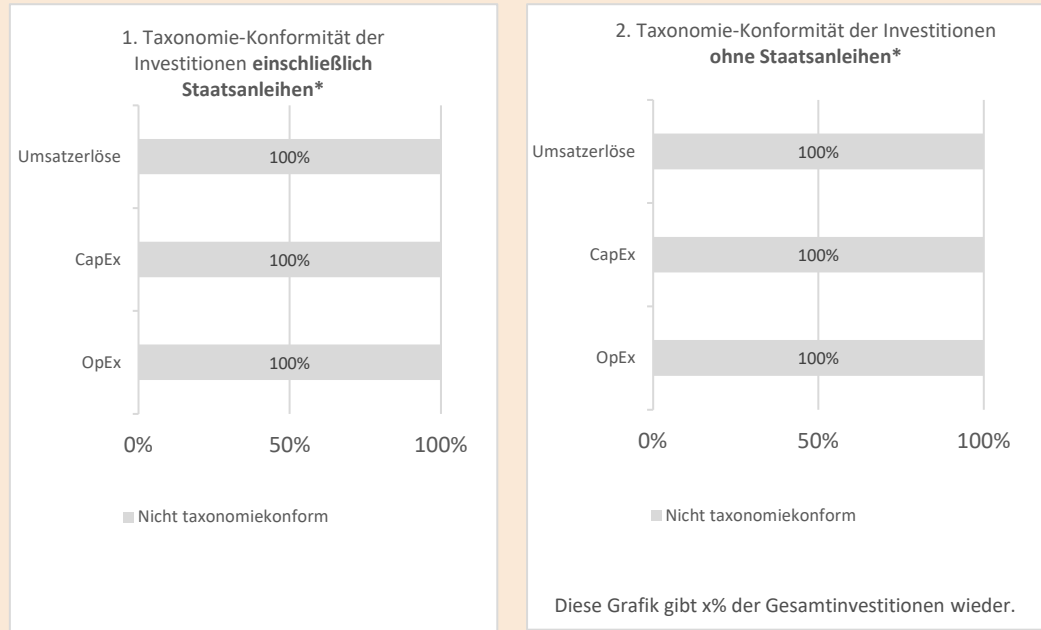 1. Taxonomie-Konformität der
Investitionen einschließlich
Staatsanleihen*
Umsatzerlöse
100%
CapEx
100%
OpEx
100%
0%
50%
100%
Nicht taxonomiekonform
2. Taxonomie-Konformität der Investitionen
ohne Staatsanleihen*
Umsatzerlöse
100%
CapEx
100%
OpEx
100%
0%
50%
100%
Nicht taxonomiekonform
Diese Grafik gibt x% der Gesamtinvestitionen wieder.